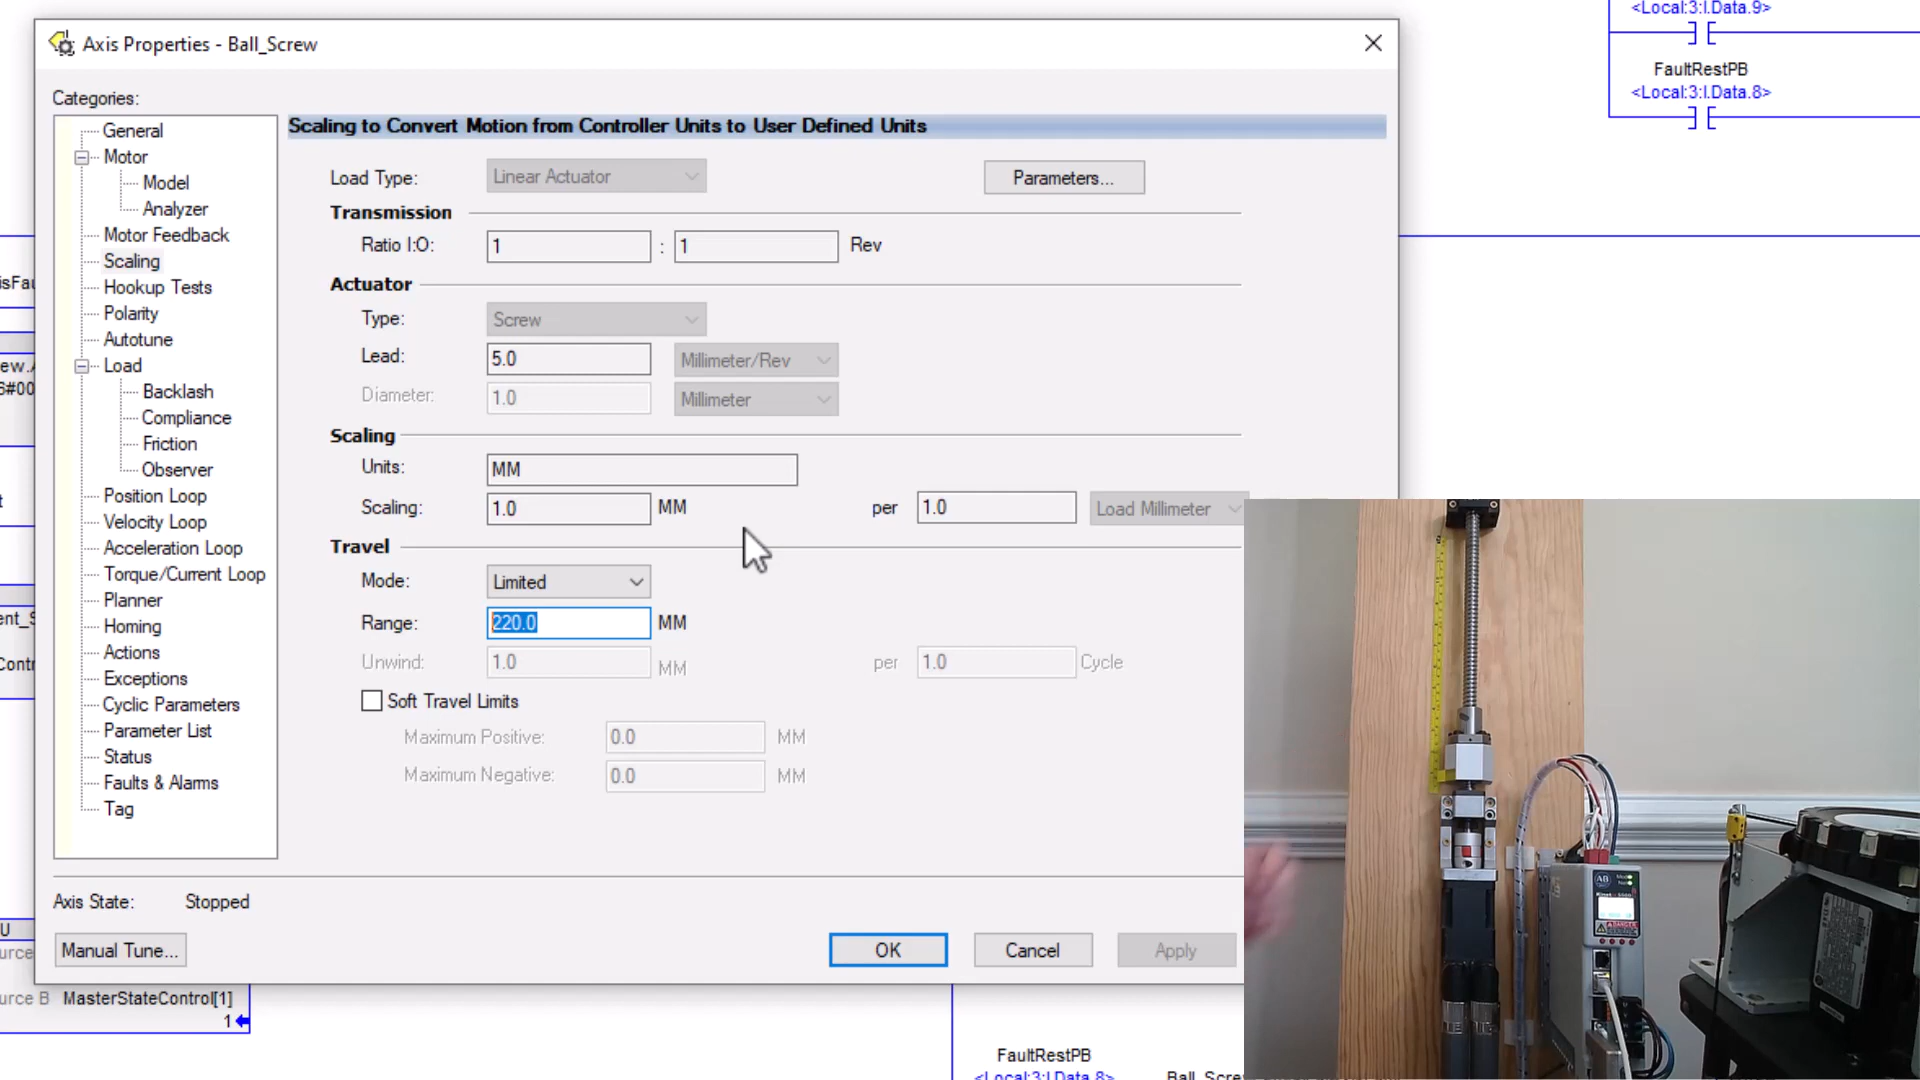 Axis Properties - Ball_Screw
<Local:3:I.Data.9>
FaultRestPB
<Local:3:I.Data.8>
Categories:
General
Motor
Model
Analyzer
Motor Feedback
Scaling
Hookup Tests
Polarity
Autotune
Load
Backlash
Compliance
Friction
Observer
Position Loop
Velocity Loop
Acceleration Loop
Torque/Current Loop
Planner
Homing
Actions
Exceptions
Cyclic Parameters
Parameter List
Status
Faults & Alarms
Tag
Scaling to Convert Motion from Controller Units to User Defined Units
Load Type: Linear Actuator Parameters...
Transmission
Ratio I:O: 1 : 1 Rev
Actuator
Type: Screw
Lead: 5.0 Millimeter/Rev
Diameter: 1.0 Millimeter
Scaling
Units: MM
Scaling: 1.0 MM per 1.0 Load Millimeter
Travel
Mode: Limited
Range: 220.0 MM
Unwind: 1.0 MM per 1.0 Cycle
Soft Travel Limits
Maximum Positive: 0.0 MM
Maximum Negative: 0.0 MM
Axis State: Stopped
Manual Tune... OK Cancel Apply
urce B MasterStateControl[1]
1
FaultRestPB
<Local:3:I.Data.8>
AB